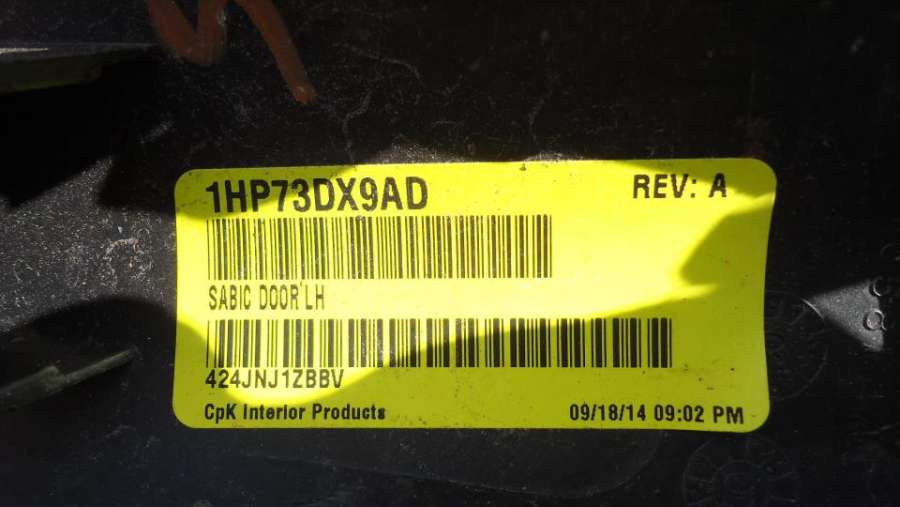 1HP73DX9AD REV: A
SABIC DOOR LH
424JNJ1ZBBV
CpK Interior Products 09/18/14 09:02 PM